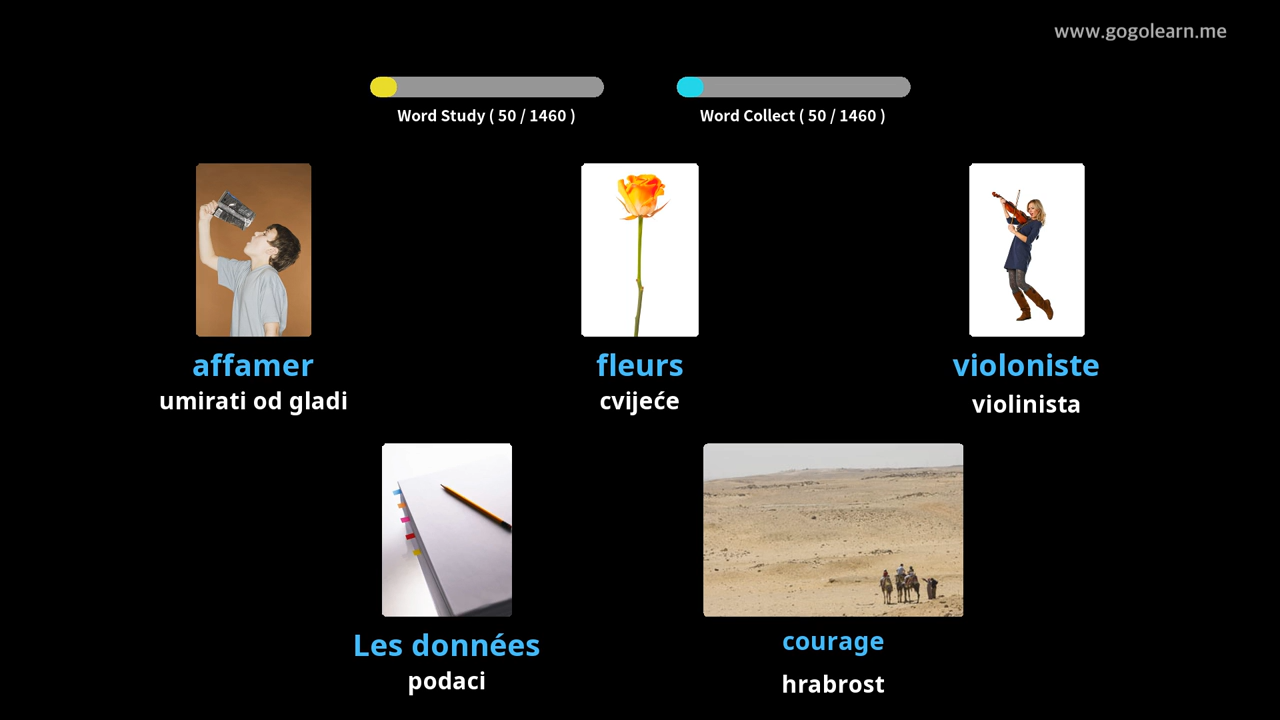 www.gogolearn.me
Word Study ( 50 / 1460 )
Word Collect ( 50 / 1460 )
affamer
umirati od gladi
fleurs
cvijeće
violoniste
violinista
Les données
podaci
courage
hrabrost